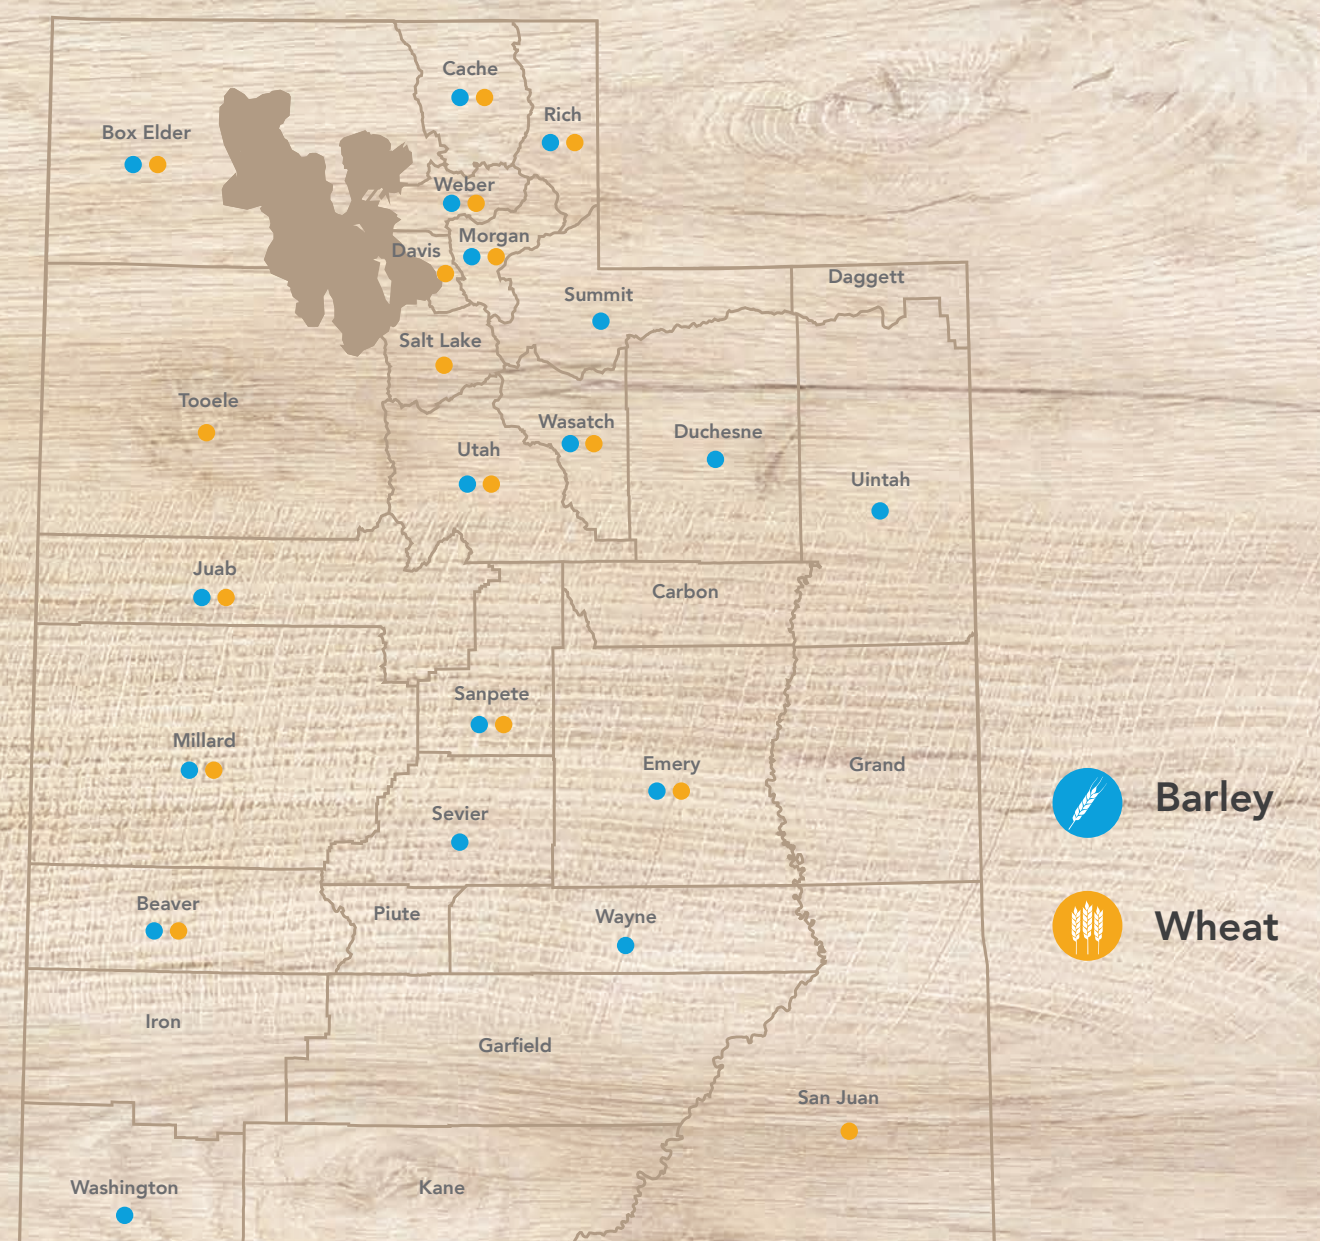 Cache
Rich
Box Elder
Weber
Morgan
Davis
Daggett
Summit
Salt Lake
Tooele
Wasatch
Duchesne
Utah
Uintah
Juab
Carbon
Sanpete
Millard
Emery
Grand
Barley
Sevier
Beaver
Piute
Wayne
Wheat
Iron
Garfield
San Juan
Washington
Kane